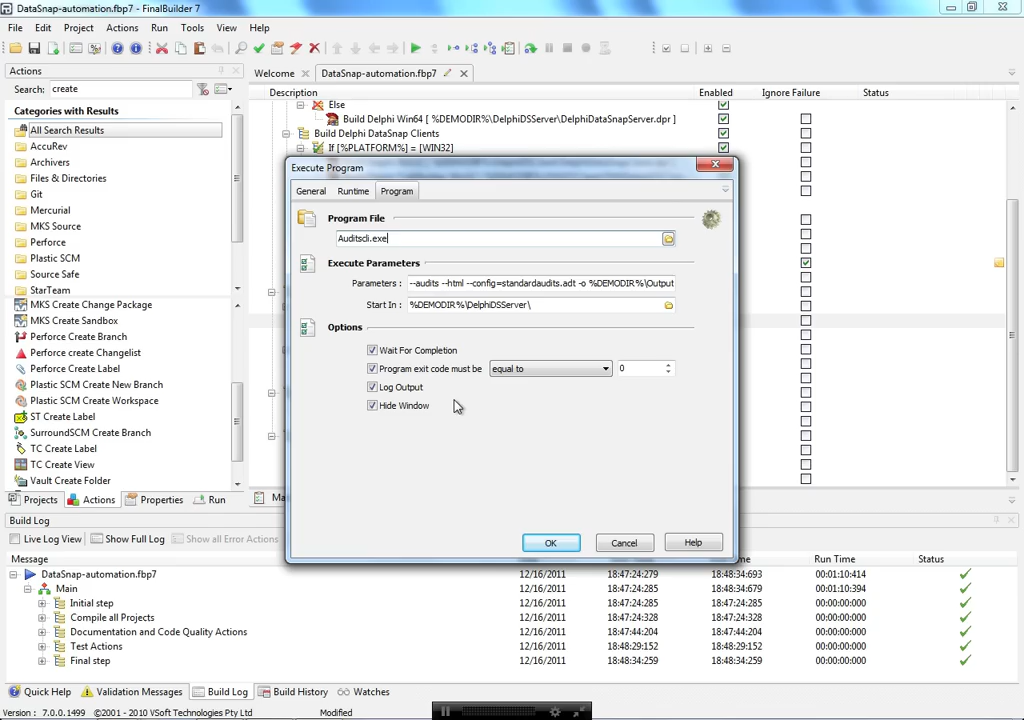 DataSnap-automation.fbp7 - FinalBuilder 7
File Edit Project Actions Run Tools View Help
Actions
Search: create
Categories with Results
All Search Results
AccuRev
Archivers
Files & Directories
Git
Mercurial
MKS Source
Perforce
Plastic SCM
Source Safe
StarTeam
MKS Create Change Package
MKS Create Sandbox
Perforce Create Branch
Perforce create Changelist
Perforce Create Label
Plastic SCM Create New Branch
Plastic SCM Create Workspace
ST Create Label
SurroundSCM Create Branch
TC Create Label
TC Create View
Vault Create Folder
Projects Actions Properties Run
Welcome DataSnap-automation.fbp7
Description Enabled Ignore Failure Status
Else
Build Delphi Win64 [ %DEMODIR%\DelphiDSServer\DelphiDataSnapServer.dpr ]
Build Delphi DataSnap Clients
If [%PLATFORM%] = [WIN32]
Execute Program
General Runtime Program
Program File
Auditscli.exe
Execute Parameters
Parameters : --audits --html --config=standardaudits.adt -o %DEMODIR%\Output
Start In : %DEMODIR%\DelphiDSServer\
Options
Wait For Completion
Program exit code must be equal to 0
Log Output
Hide Window
OK Cancel Help
Ma
Build Log
Live Log View Show Full Log Show all Error Actions
Message Run Time Status
DataSnap-automation.fbp7 12/16/2011 18:47:24:279 18:48:34:693 00:01:10:414
Main 12/16/2011 18:47:24:285 18:48:34:679 00:01:10:394
Initial step 12/16/2011 18:47:24:285 18:47:24:285 00:00:00:000
Compile all Projects 12/16/2011 18:47:24:328 18:47:24:328 00:00:00:000
Documentation and Code Quality Actions 12/16/2011 18:47:44:204 18:47:44:204 00:00:00:000
Test Actions 12/16/2011 18:48:29:152 18:48:29:152 00:00:00:000
Final step 12/16/2011 18:48:34:259 18:48:34:259 00:00:00:000
Quick Help Validation Messages Build Log Build History Watches
Version : 7.0.0.1499 ©2001 - 2010 VSoft Technologies Pty Ltd Modified